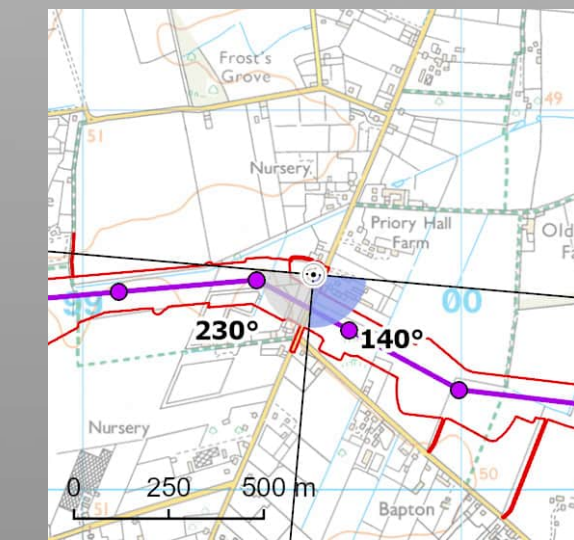 Frost's
Grove
49
51
Nursery
Priory Hall
Farm
Old
Fa
99
00
230°
140°
Nursery
50
0 250 500 m
51
Bapton